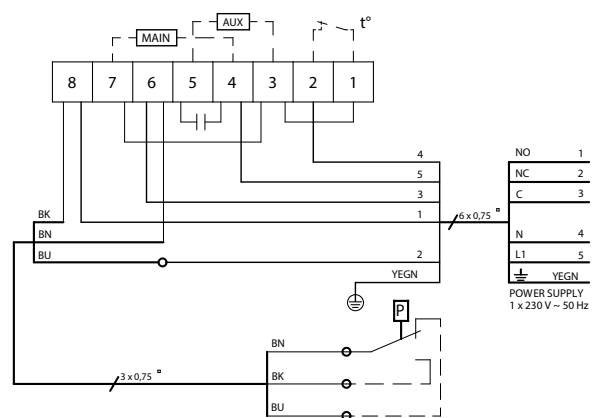 AUX
MAIN
t°
8 7 6 5 4 3 2 1
4
5
3
1
2
YEGN
BK
BN
BU
6 x 0,75 ¤
NO 1
NC 2
C 3
N 4
L1 5
YEGN
POWER SUPPLY
1 x 230 V ~ 50 Hz
P
BN
BK
BU
3 x 0,75 ¤